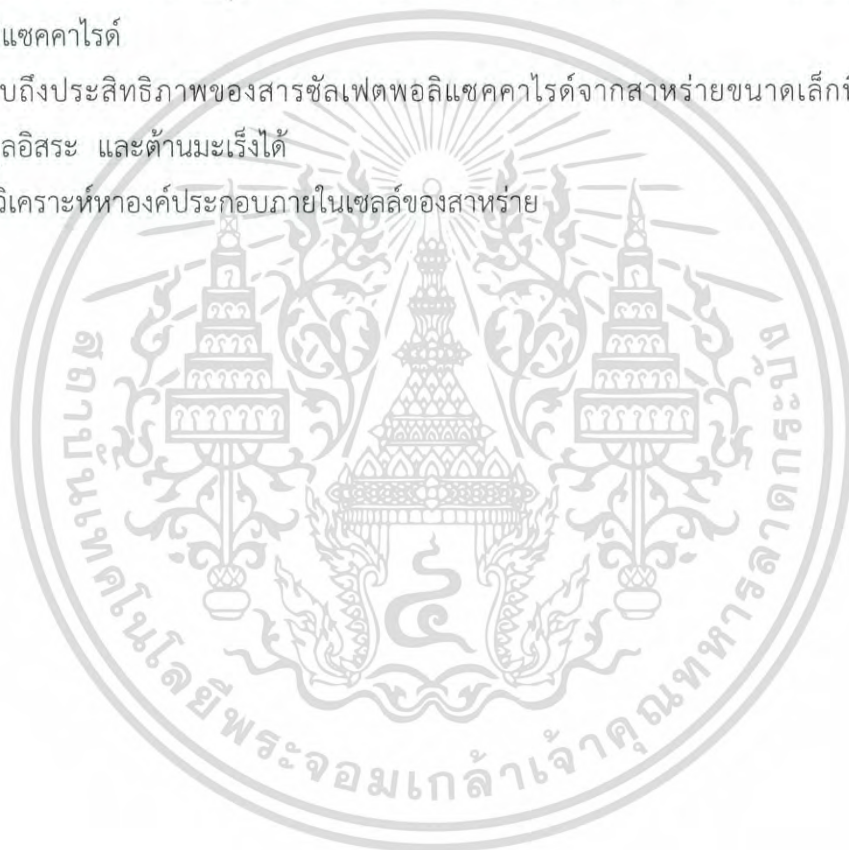 แซคคาไรด์
บถึงประสิทธิภาพของสารซัลเฟตพอลิแซคคาไรด์จากสาหร่ายขนาดเล็ก
ลอิสระ และต้านมะเร็งได้
วิเคราะห์หาองค์ประกอบภายในเซลล์ของสาหร่าย
สถาบันเทคโนโลยีพระจอมเกล้าเจ้าคุณทหารลาดกระบัง